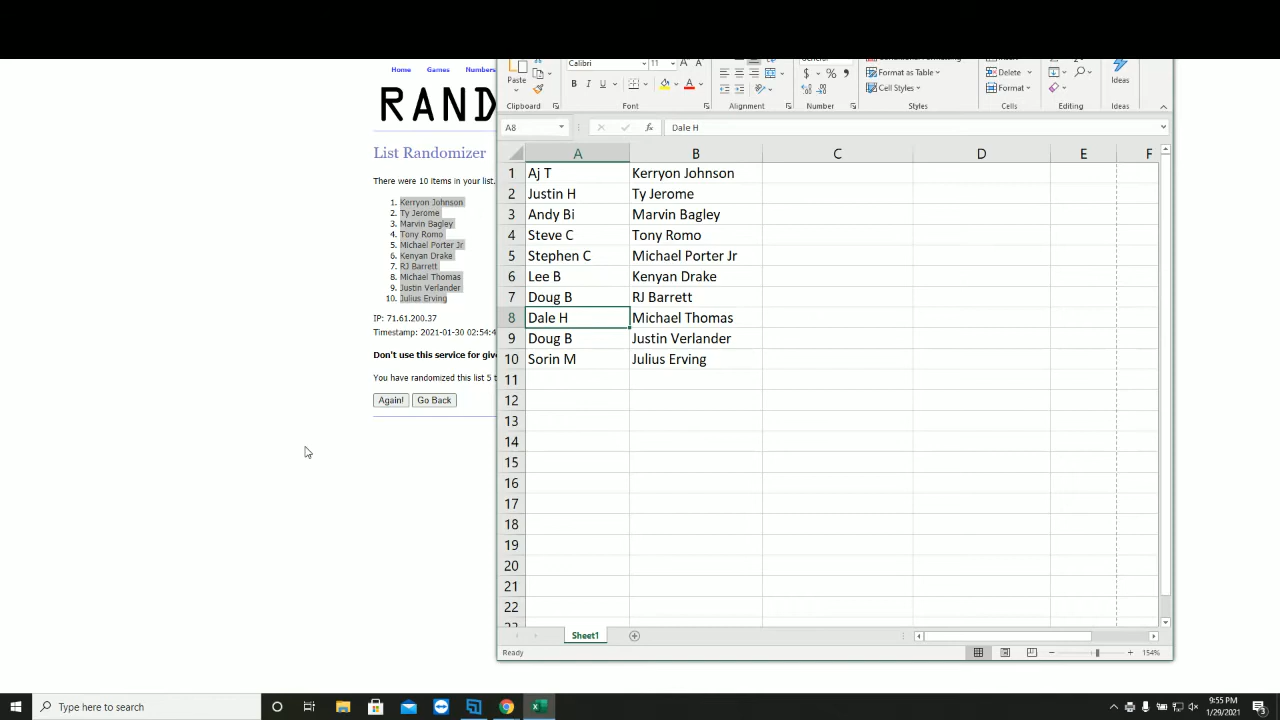 Home Games Numbers
RAND
List Randomizer
There were 10 items in your list.
1. Kerryon Johnson
2. Ty Jerome
3. Marvin Bagley
4. Tony Romo
5. Michael Porter Jr
6. Kenyan Drake
7. RJ Barrett
8. Michael Thomas
9. Justin Verlander
10. Julius Erving
IP: 71.61.200.37
Timestamp: 2021-01-30 02:54:4
Don't use this service for give
You have randomized this list 5 t
Again! Go Back
Paste
Calibri 11 A A
B I U A
$ % ,
Format as Table
Cell Styles
Delete
Format
Ideas
Clipboard Font Alignment Number Styles Cells Editing Ideas
A8 fx Dale H
A B C D E F
1 Aj T Kerryon Johnson
2 Justin H Ty Jerome
3 Andy Bi Marvin Bagley
4 Steve C Tony Romo
5 Stephen C Michael Porter Jr
6 Lee B Kenyan Drake
7 Doug B RJ Barrett
8 Dale H Michael Thomas
9 Doug B Justin Verlander
10 Sorin M Julius Erving
11
12
13
14
15
16
17
18
19
20
21
22
Sheet1
Ready 154%
Type here to search
9:55 PM
1/29/2021
3